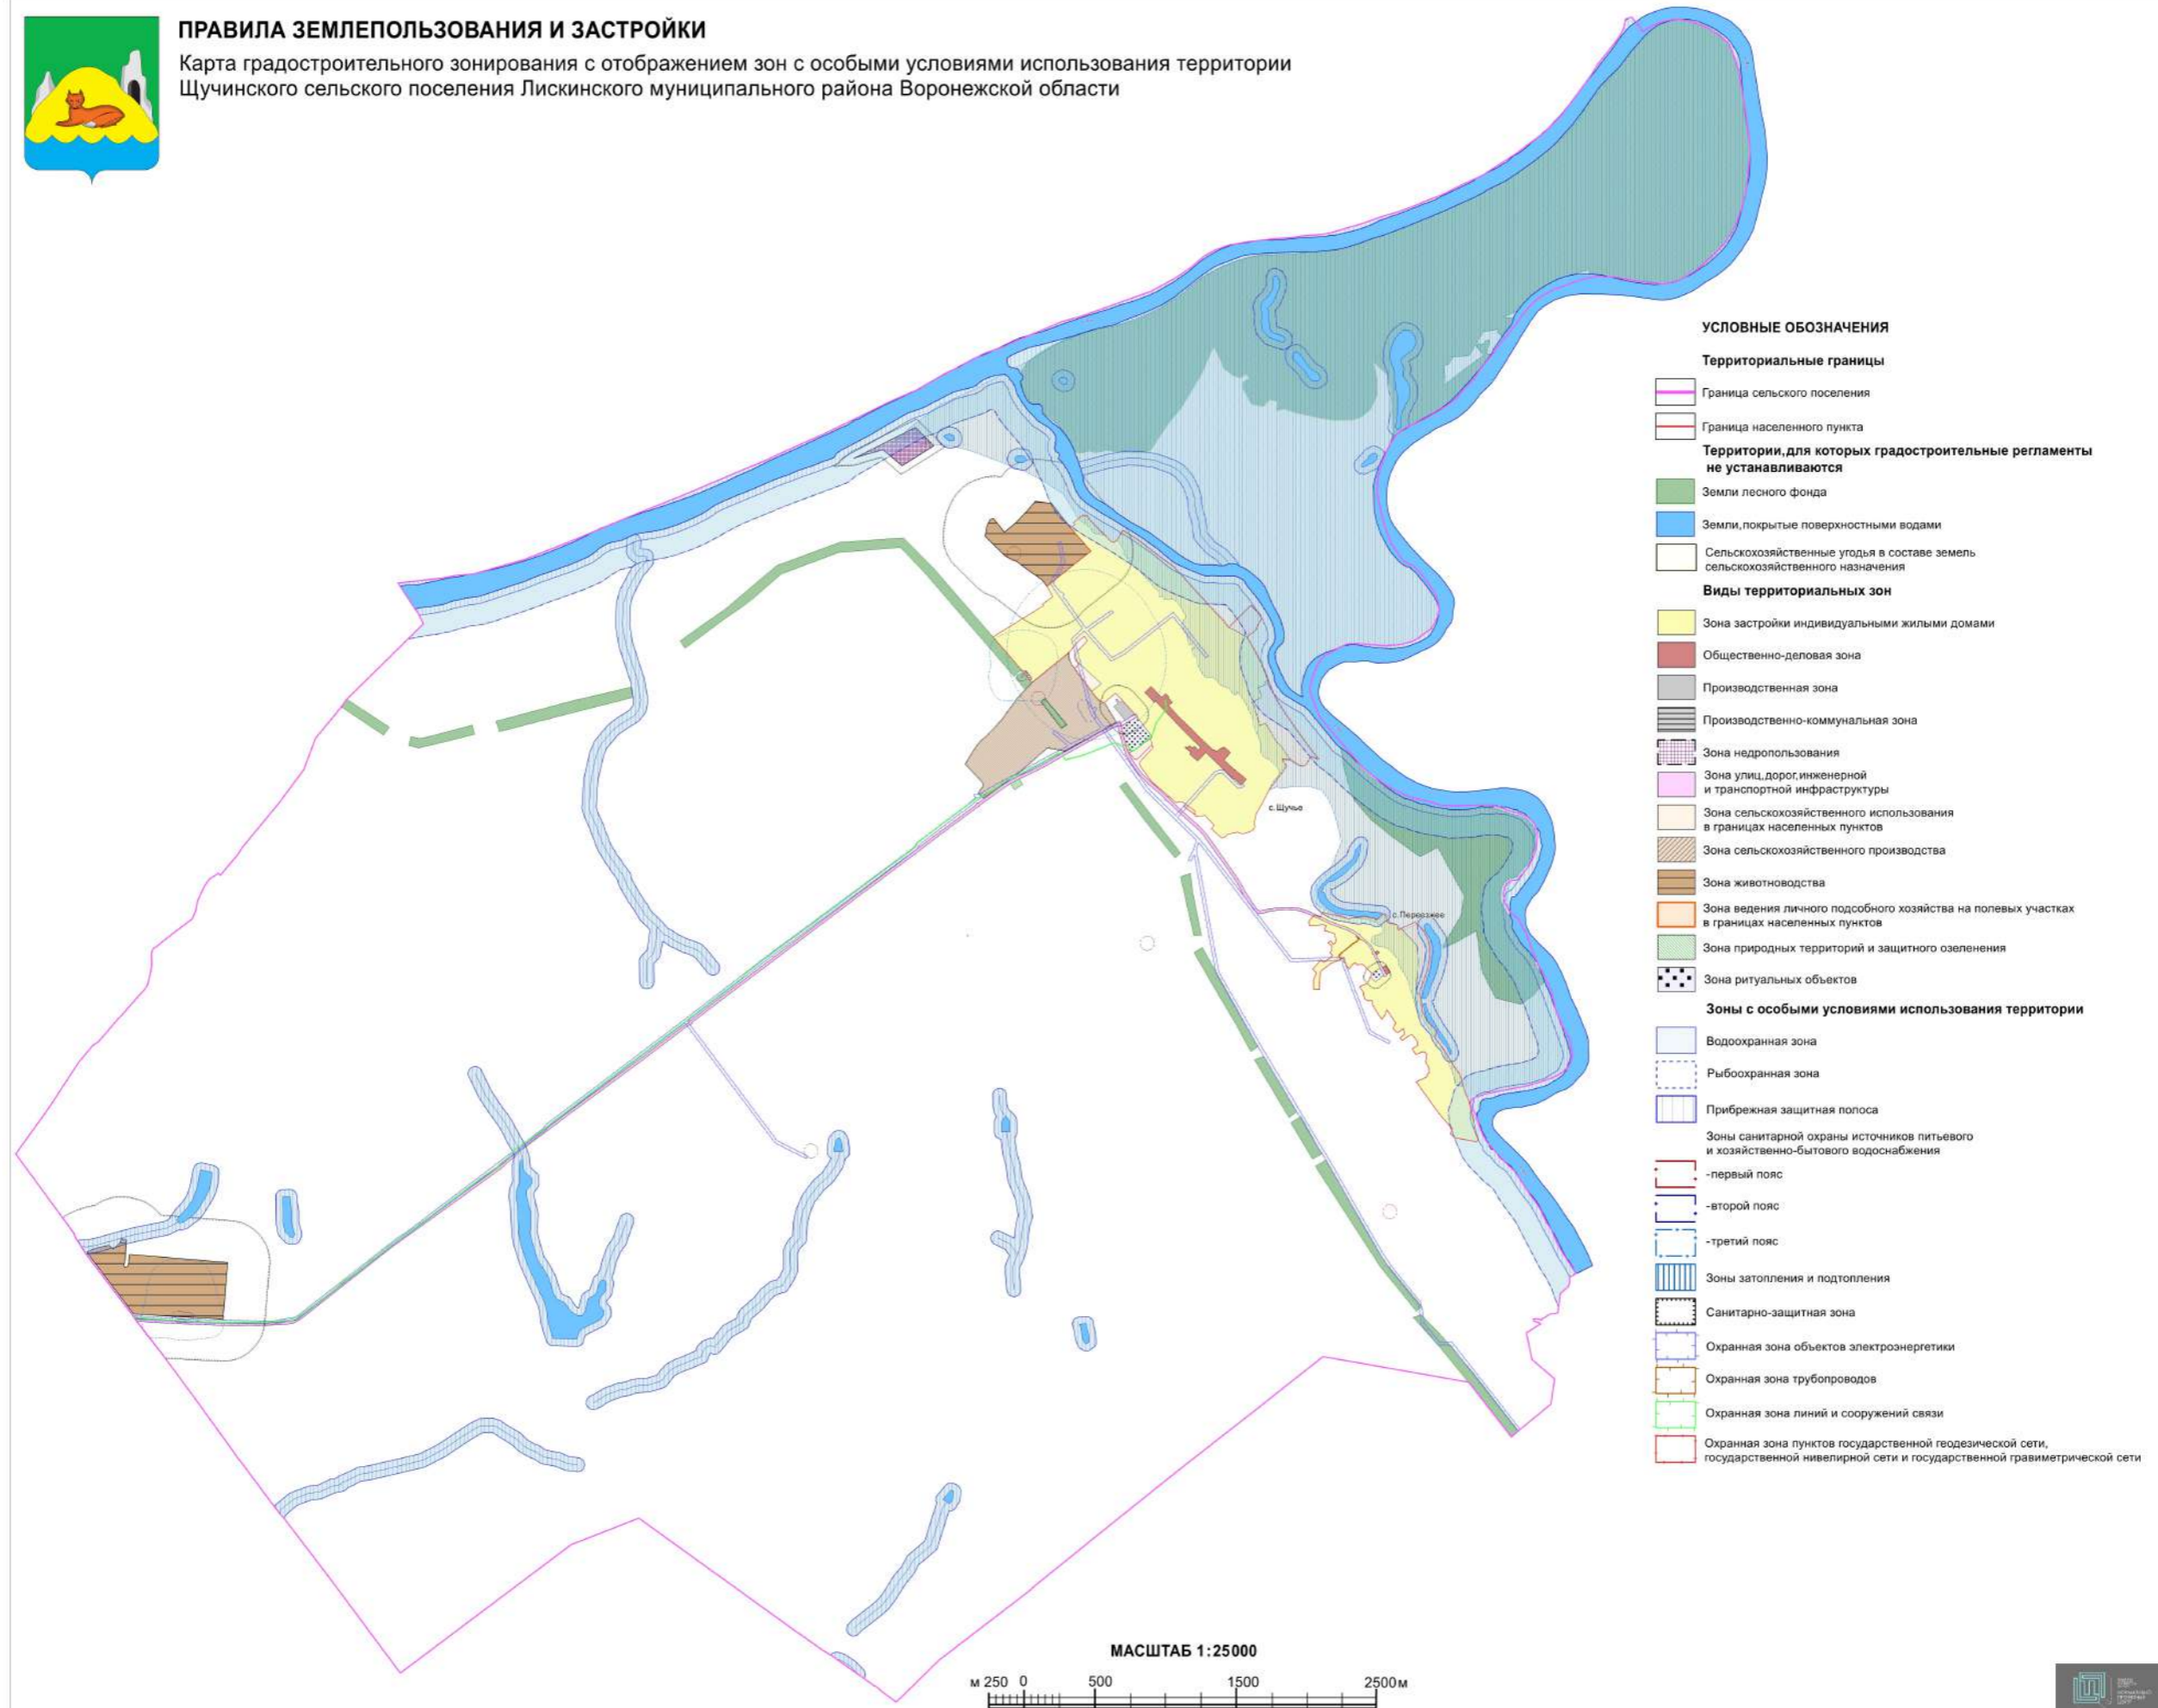 ПРАВИЛА ЗЕМЛЕПОЛЬЗОВАНИЯ И ЗАСТРОЙКИ
Карта градостроительного зонирования с отображением зон с особыми условиями использования территории
Щучинского сельского поселения Лискинского муниципального района Воронежской области
УСЛОВНЫЕ ОБОЗНАЧЕНИЯ
Территориальные границы
Граница сельского поселения
Граница населенного пункта
Территории,для которых градостроительные регламенты
не устанавливаются
Земли лесного фонда
Земли,покрытые поверхностными водами
Сельскохозяйственные угодья в составе земель
сельскохозяйственного назначения
Виды территориальных зон
Зона застройки индивидуальными жилыми домами
Общественно-деловая зона
Производственная зона
Производственно-коммунальная зона
Зона недропользования
Зона улиц,дорог,инженерной
и транспортной инфраструктуры
Зона сельскохозяйственного использования
в границах населенных пунктов
Зона сельскохозяйственного производства
Зона животноводства
Зона ведения личного подсобного хозяйства на полевых участках
в границах населенных пунктов
Зона природных территорий и защитного озеленения
Зона ритуальных объектов
Зоны с особыми условиями использования территории
Водоохранная зона
Рыбоохранная зона
Прибрежная защитная полоса
Зоны санитарной охраны источников питьевого
и хозяйственно-бытового водоснабжения
-первый пояс
-второй пояс
-третий пояс
Зоны затопления и подтопления
Санитарно-защитная зона
Охранная зона объектов электроэнергетики
Охранная зона трубопроводов
Охранная зона линий и сооружений связи
Охранная зона пунктов государственной геодезической сети,
государственной нивелирной сети и государственной гравиметрической сети
с.Щучье
с.Переезжее
МАСШТАБ 1:25000
м 250 0 500 1500 2500м